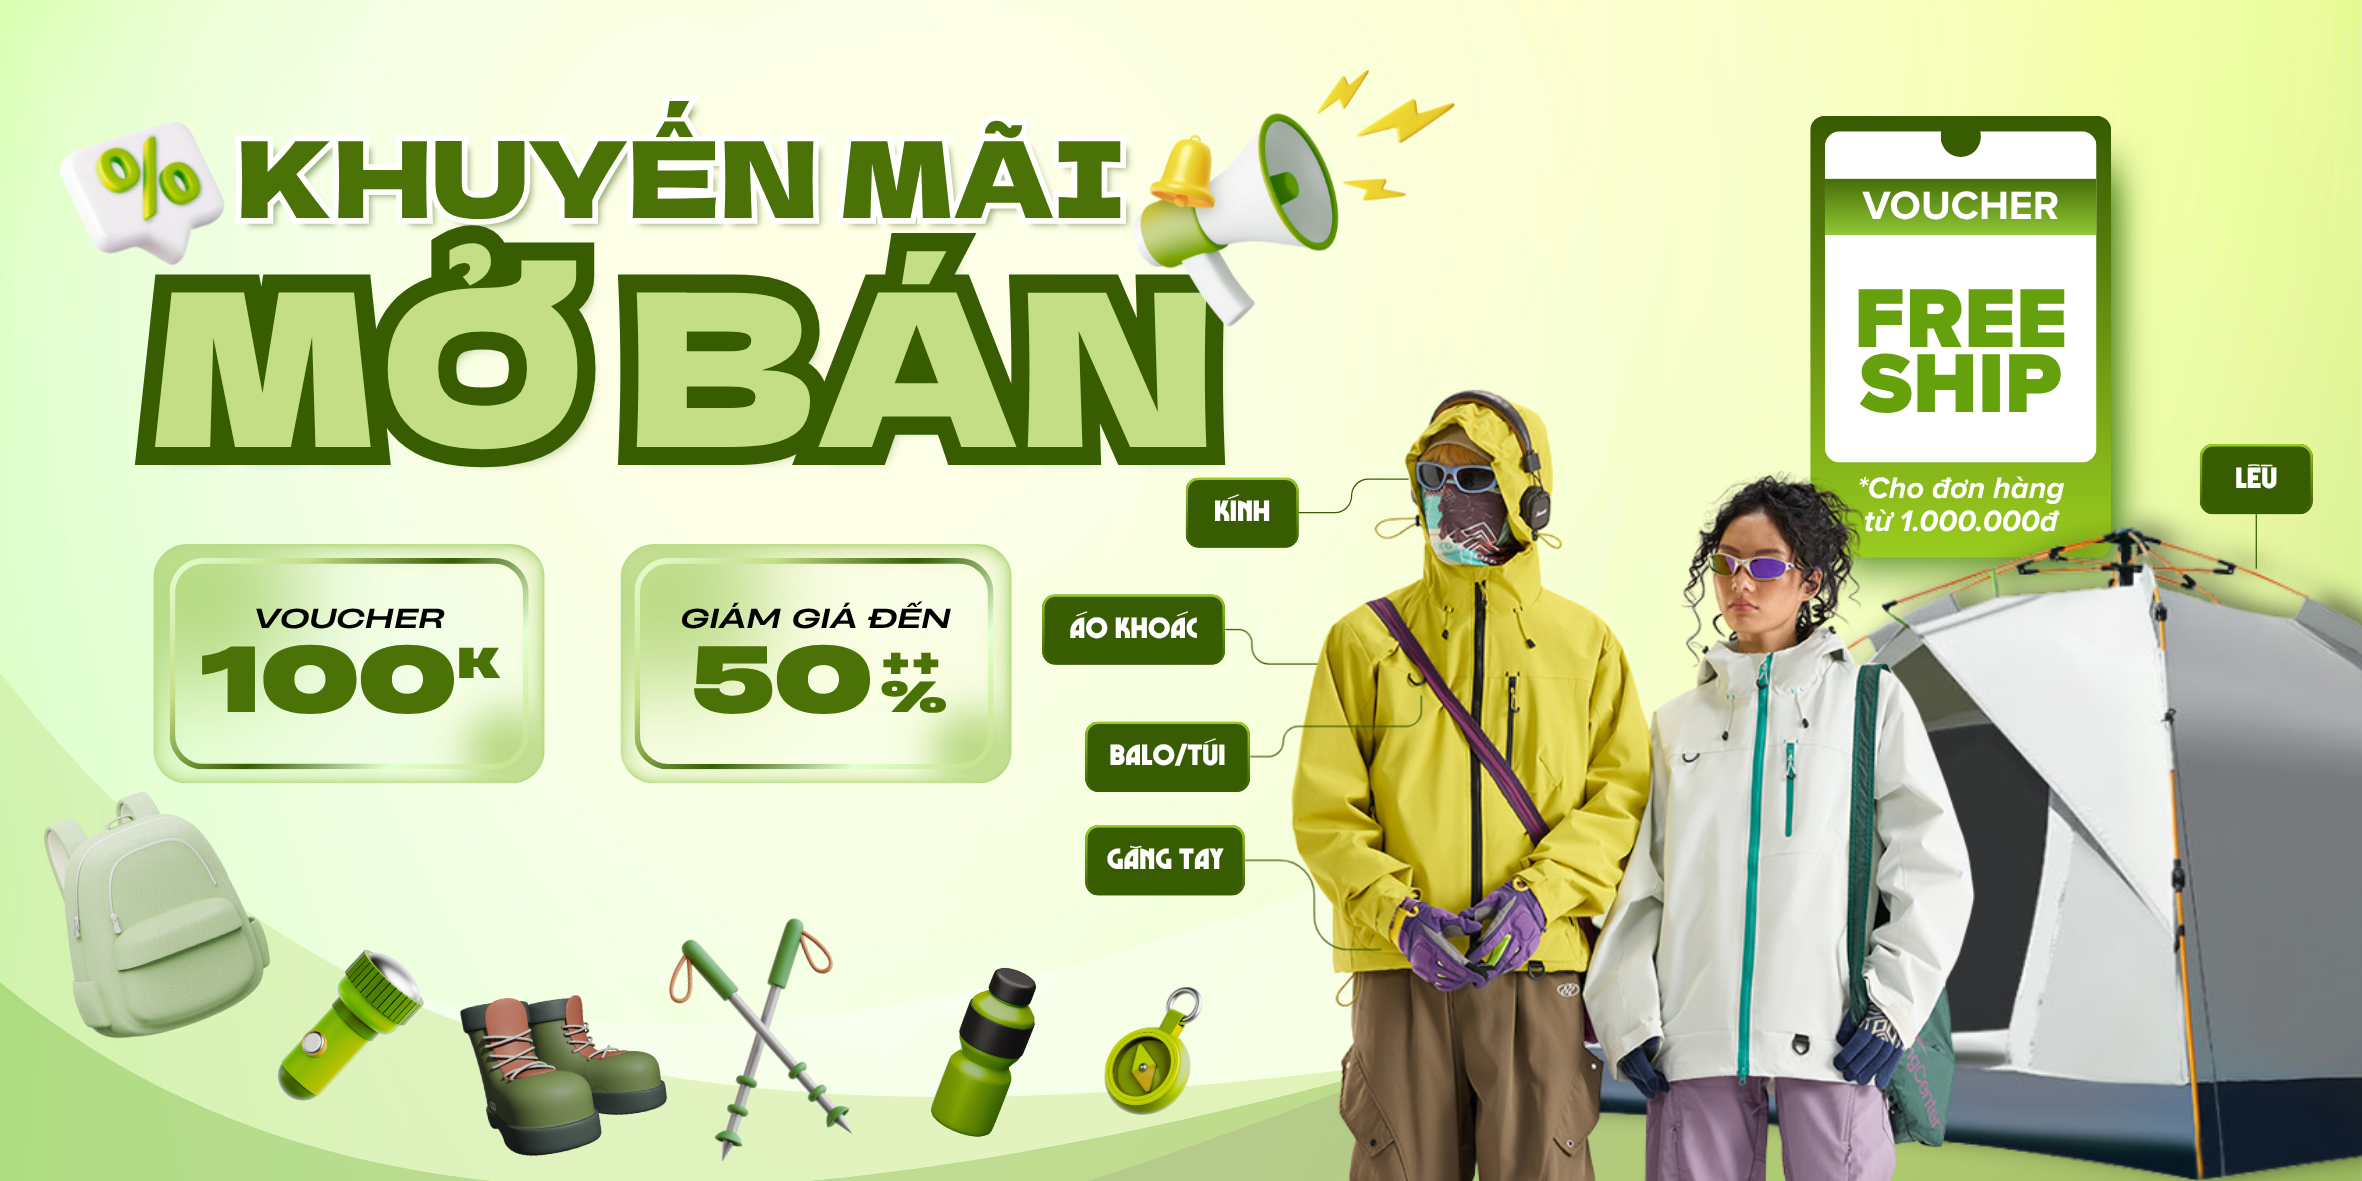 %
KHUYẾN MÃI
MỞ BÁN
VOUCHER
100K
GIÁM GIÁ ĐẾN
50++
%
KÍNH
ÁO KHOÁC
BALO/TÚI
GĂNG TAY
VOUCHER
FREE
SHIP
*Cho đơn hàng
từ 1.000.000đ
LỀU